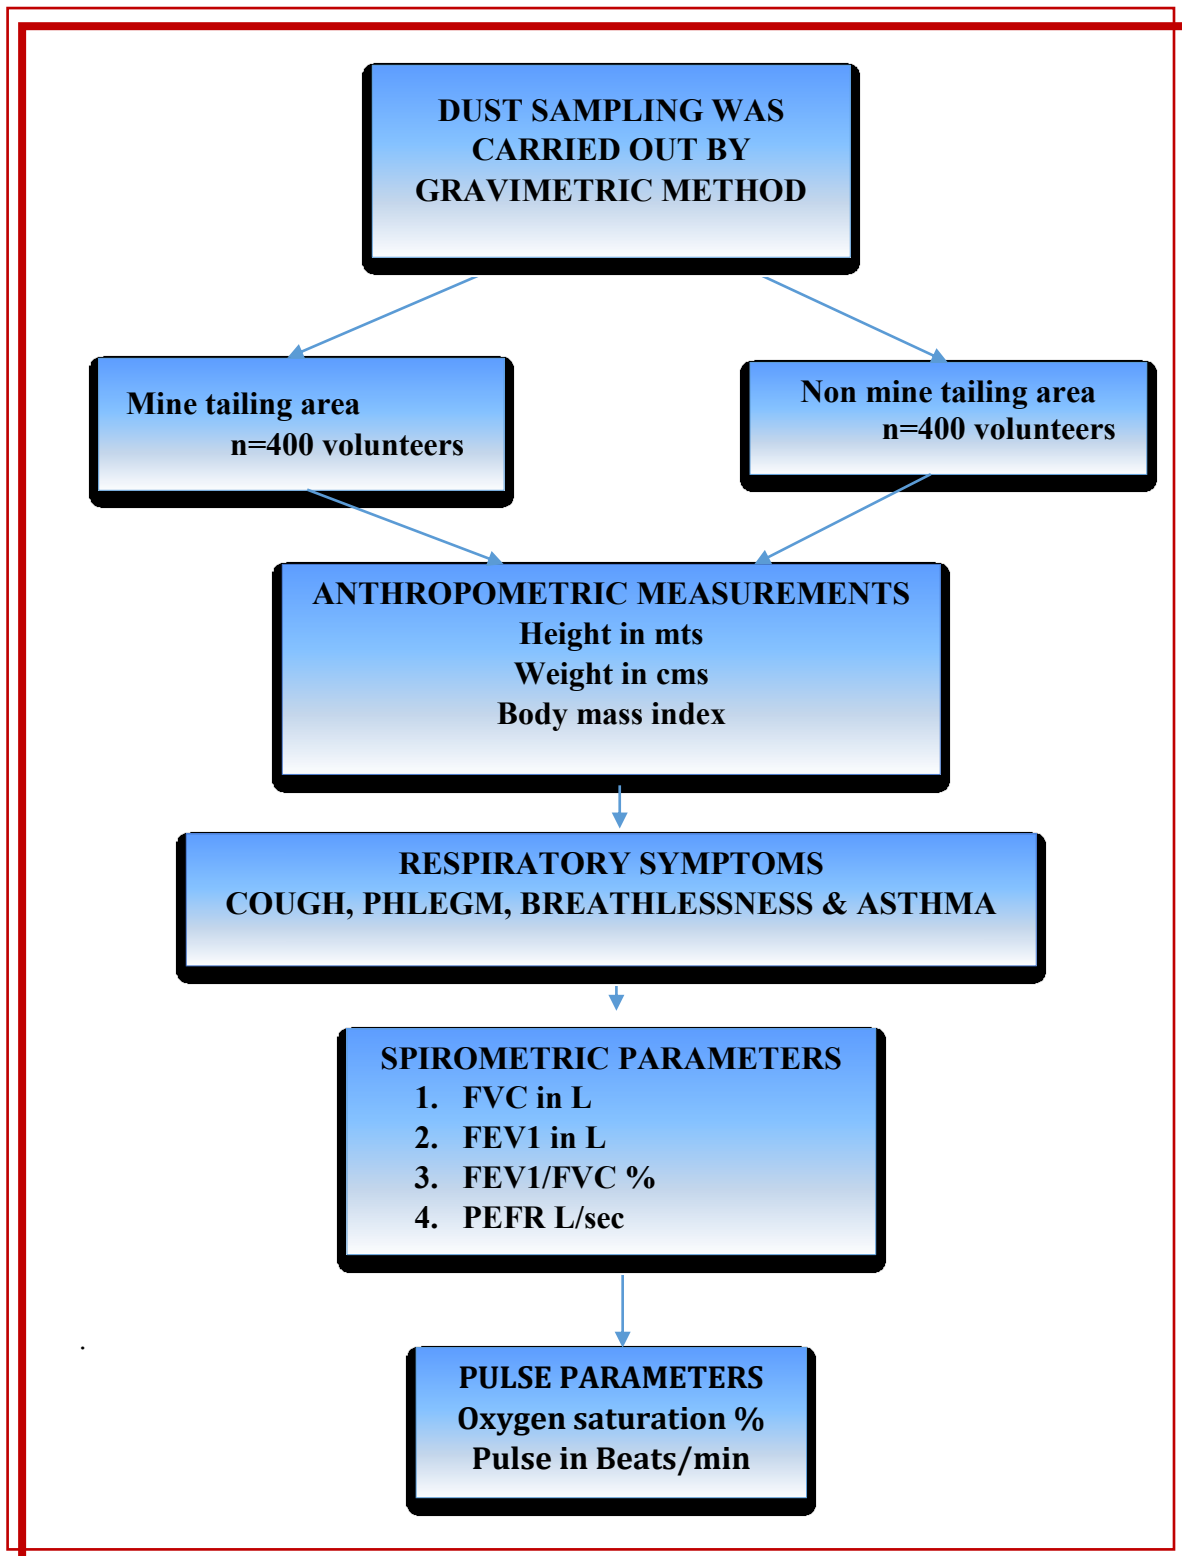 DUST SAMPLING WAS
CARRIED OUT BY
GRAVIMETRIC METHOD
Mine tailing area
n=400 volunteers
Non mine tailing area
n=400 volunteers
ANTHROPOMETRIC MEASUREMENTS
Height in mts
Weight in cms
Body mass index
RESPIRATORY SYMPTOMS
COUGH, PHLEGM, BREATHLESSNESS & ASTHMA
SPIROMETRIC PARAMETERS
1. FVC in L
2. FEV1 in L
3. FEV1/FVC %
4. PEFR L/sec
.
PULSE PARAMETERS
Oxygen saturation %
Pulse in Beats/min